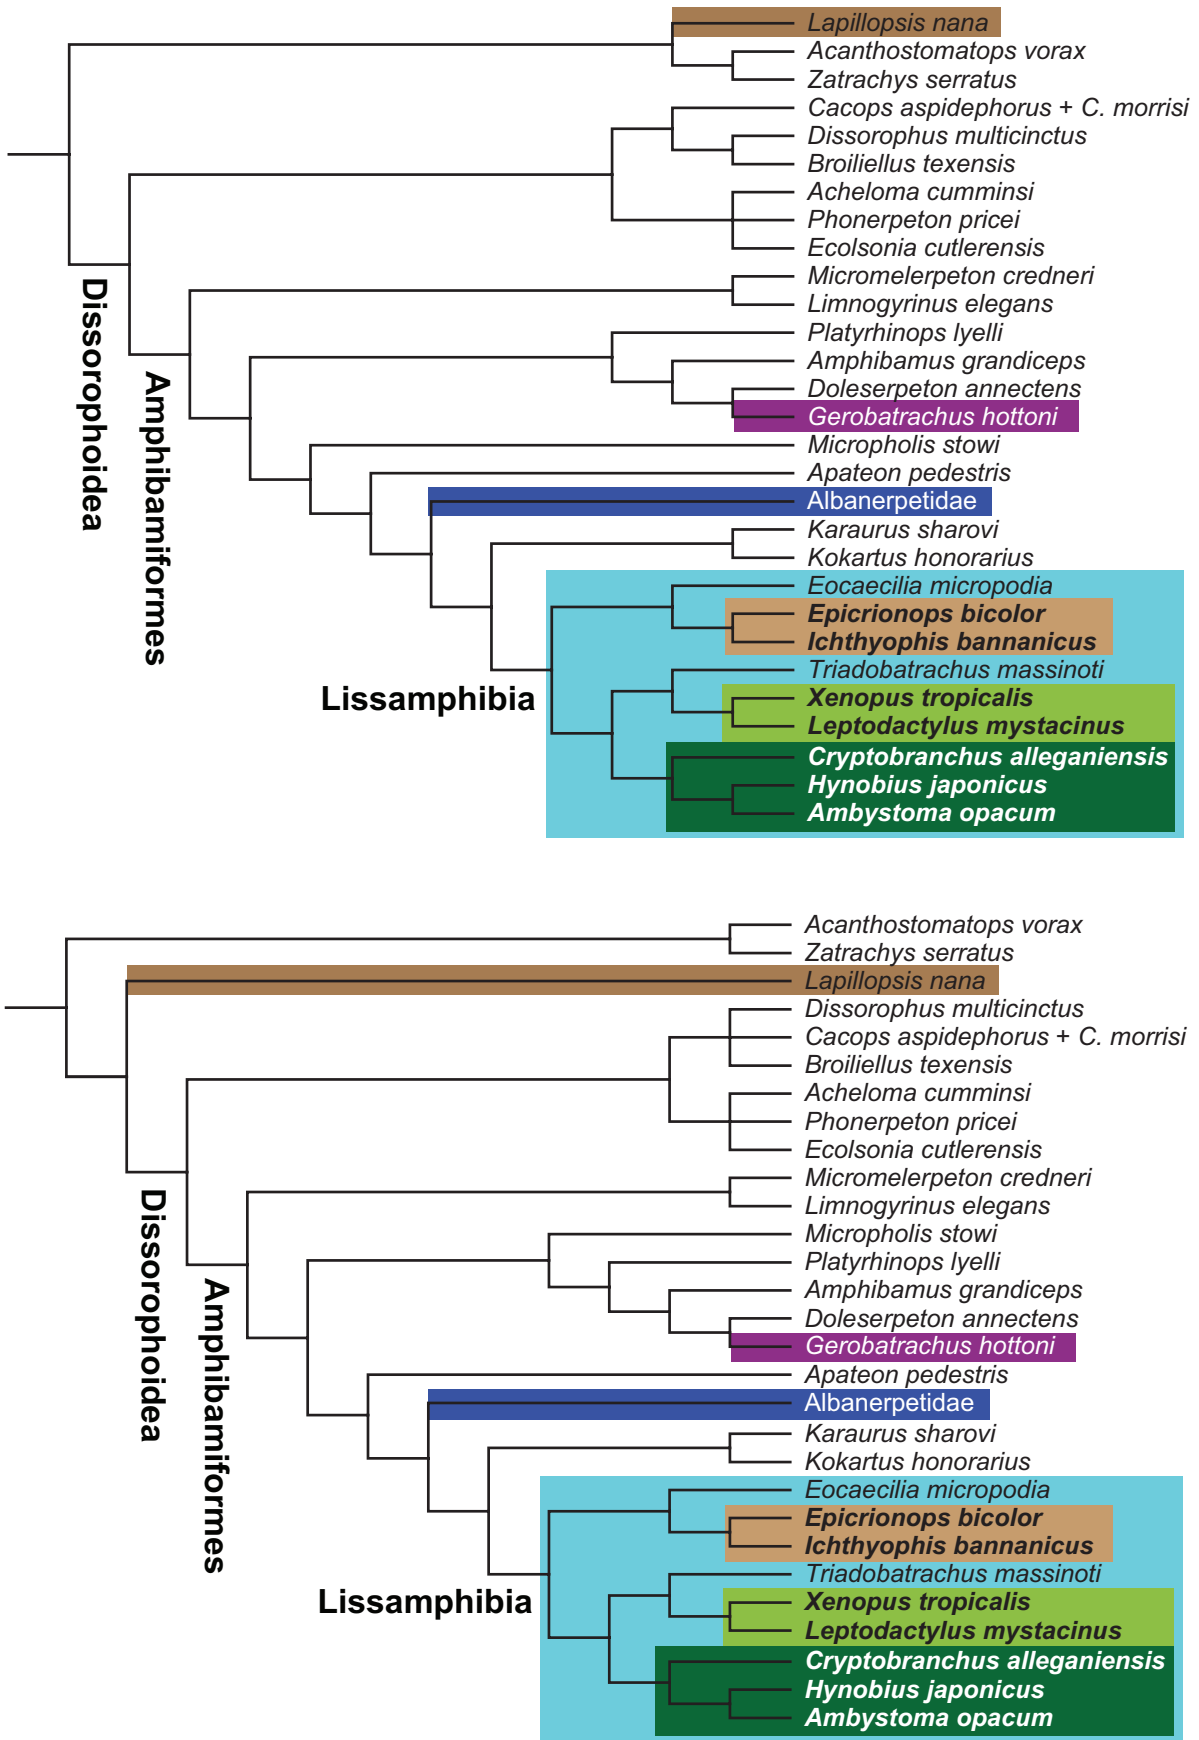 Lapillopsis nana
Acanthostomatops vorax
Zatrachys serratus
Cacops aspidephorus + C. morrisi
Dissorophus multicinctus
Broiliellus texensis
Acheloma cumminsi
Phonerpeton pricei
Ecolsonia cutlerensis
Micromelerpeton credneri
Limnogyrinus elegans
Platyrhinops lyelli
Amphibamus grandiceps
Doleserpeton annectens
Gerobatrachus hottoni
Micropholis stowi
Apateon pedestris
Albanerpetidae
Karaurus sharovi
Kokartus honorarius
Eocaecilia micropodia
Epicrionops bicolor
Ichthyophis bannanicus
Triadobatrachus massinoti
Xenopus tropicalis
Leptodactylus mystacinus
Cryptobranchus alleganiensis
Hynobius japonicus
Ambystoma opacum
Dissorophoidea
Amphibamiformes
Lissamphibia
Acanthostomatops vorax
Zatrachys serratus
Lapillopsis nana
Dissorophus multicinctus
Cacops aspidephorus + C. morrisi
Broiliellus texensis
Acheloma cumminsi
Phonerpeton pricei
Ecolsonia cutlerensis
Micromelerpeton credneri
Limnogyrinus elegans
Micropholis stowi
Platyrhinops lyelli
Amphibamus grandiceps
Doleserpeton annectens
Gerobatrachus hottoni
Apateon pedestris
Albanerpetidae
Karaurus sharovi
Kokartus honorarius
Eocaecilia micropodia
Epicrionops bicolor
Ichthyophis bannanicus
Triadobatrachus massinoti
Xenopus tropicalis
Leptodactylus mystacinus
Cryptobranchus alleganiensis
Hynobius japonicus
Ambystoma opacum
Dissorophoidea
Amphibamiformes
Lissamphibia